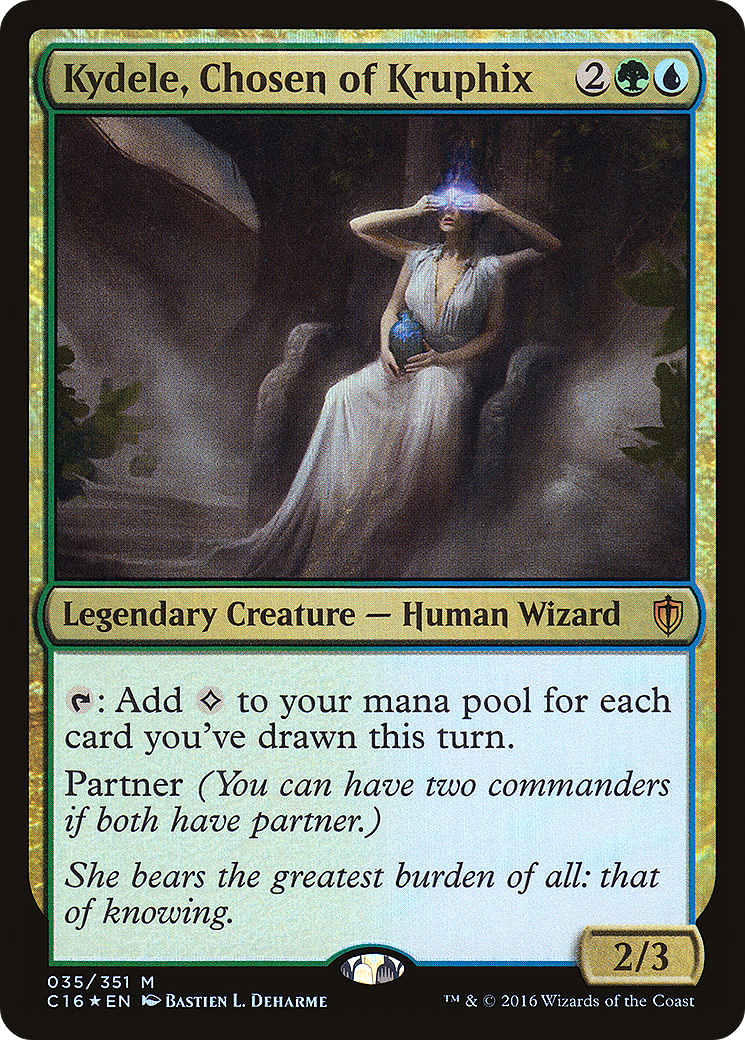 Kydele, Chosen of Kruphix 2
Legendary Creature — Human Wizard
: Add to your mana pool for each
card you've drawn this turn.
Partner (You can have two commanders
if both have partner.)
She bears the greatest burden of all: that
of knowing.
2/3
035/351 M
C16★EN Bastien L. Deharme
™ & © 2016 Wizards of the Coast